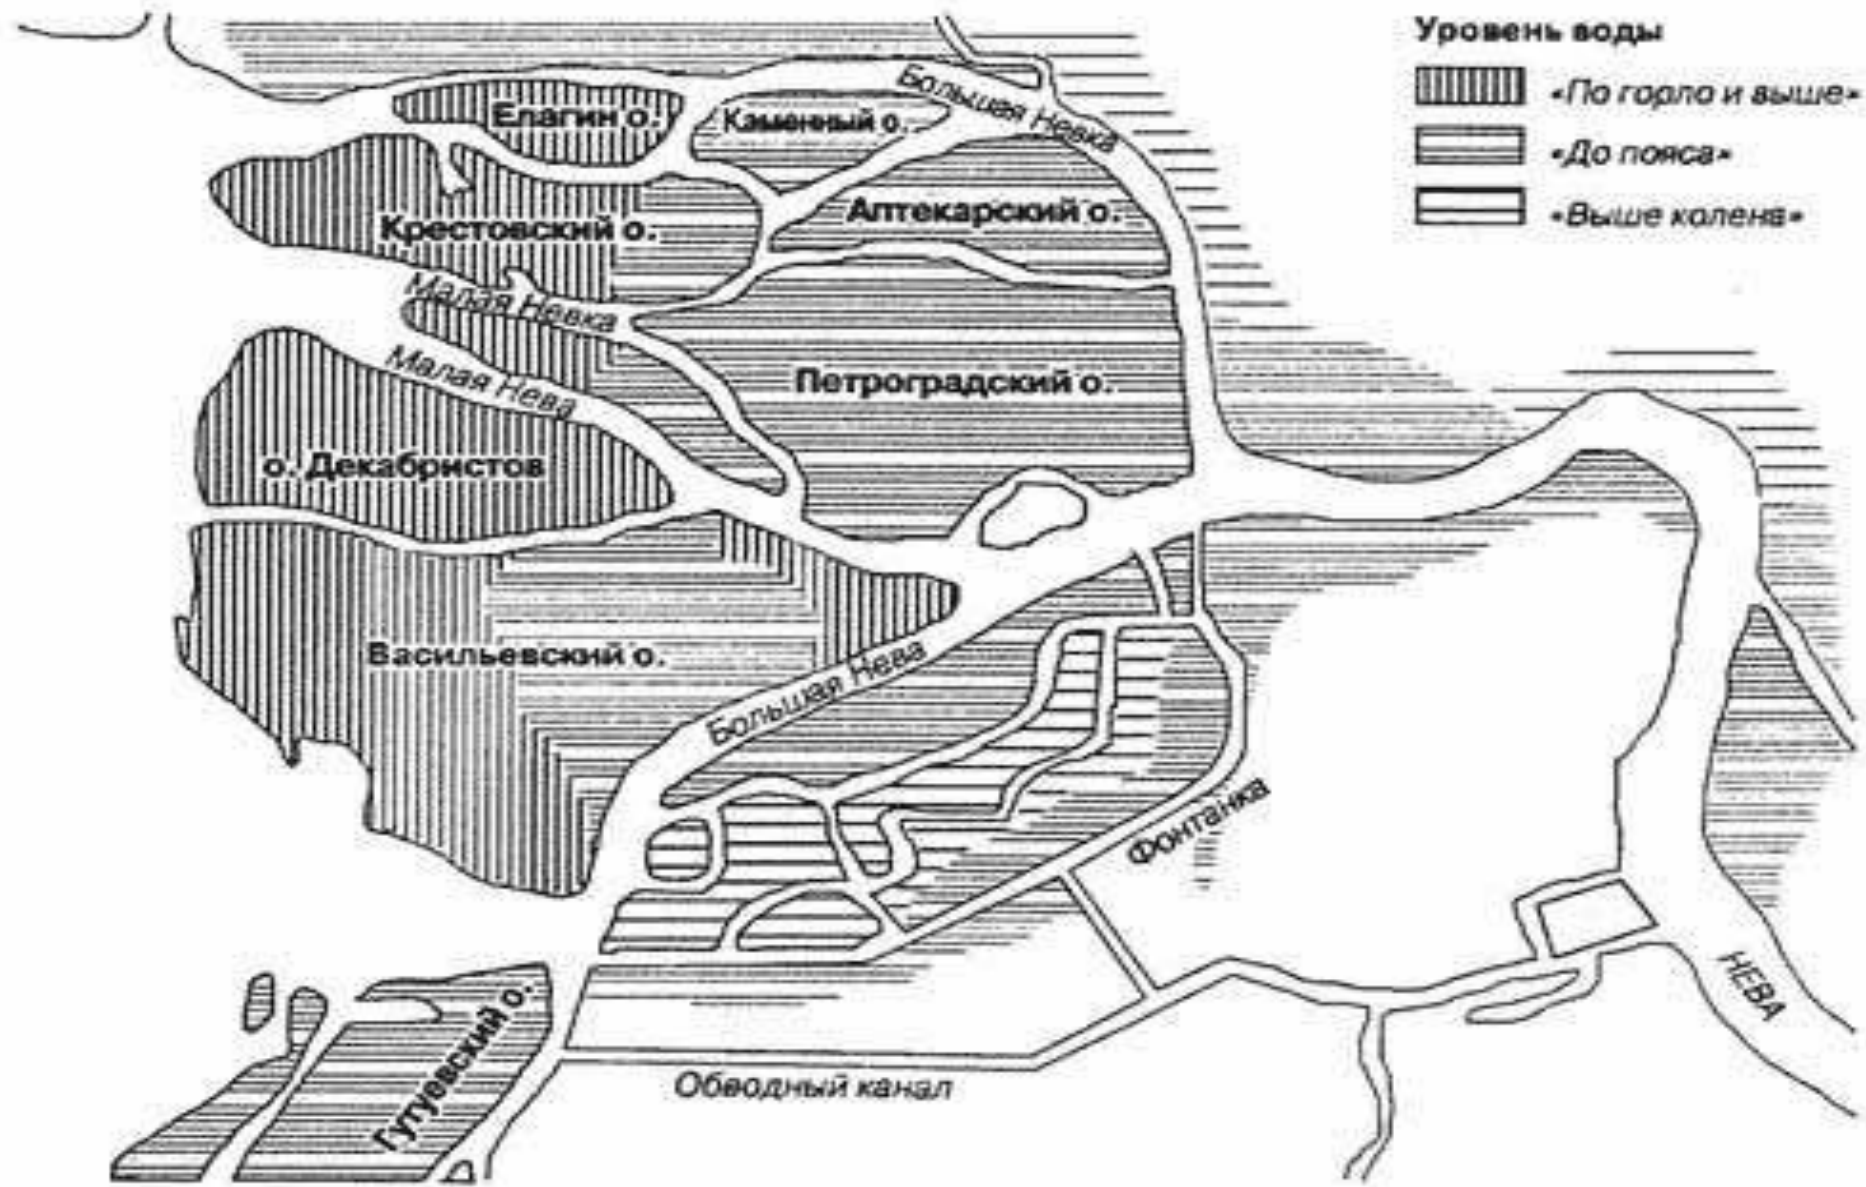 Уровень воды
«По горло и выше»
«До пояса»
«Выше колена»
Большая Невка
Елагин о.
Каменный о.
Крестовский о.
Аптекарский о.
Малая Невка
Малая Нева
Петроградский о.
о. Декабристов
Васильевский о.
Большая Нева
Фонтанка
НЕВА
Гутуевский о.
Обводный канал